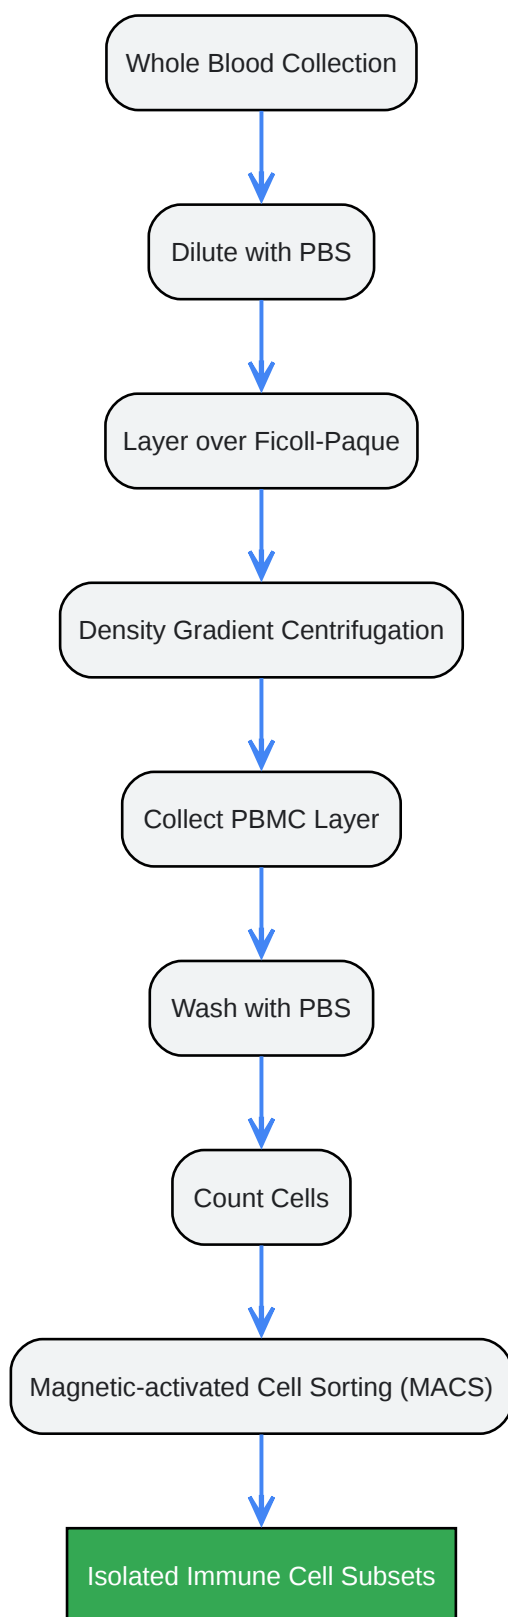 Whole Blood Collection
Dilute with PBS
Layer over Ficoll-Paque
Density Gradient Centrifugation
Collect PBMC Layer
Wash with PBS
Count Cells
Magnetic-activated Cell Sorting (MACS)
Isolated Immune Cell Subsets